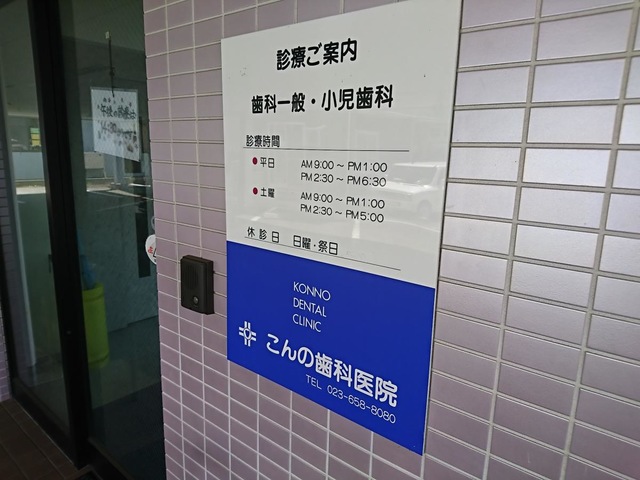 診療ご案内
歯科一般・小児歯科
診療時間
●平日 AM 9:00 ～ PM 1:00
PM 2:30 ～ PM 6:30
●土曜 AM 9:00 ～ PM 1:00
PM 2:30 ～ PM 5:00
休診日 日曜・祭日
KONNO
DENTAL
CLINIC
こんの歯科医院
TEL 023-658-8080